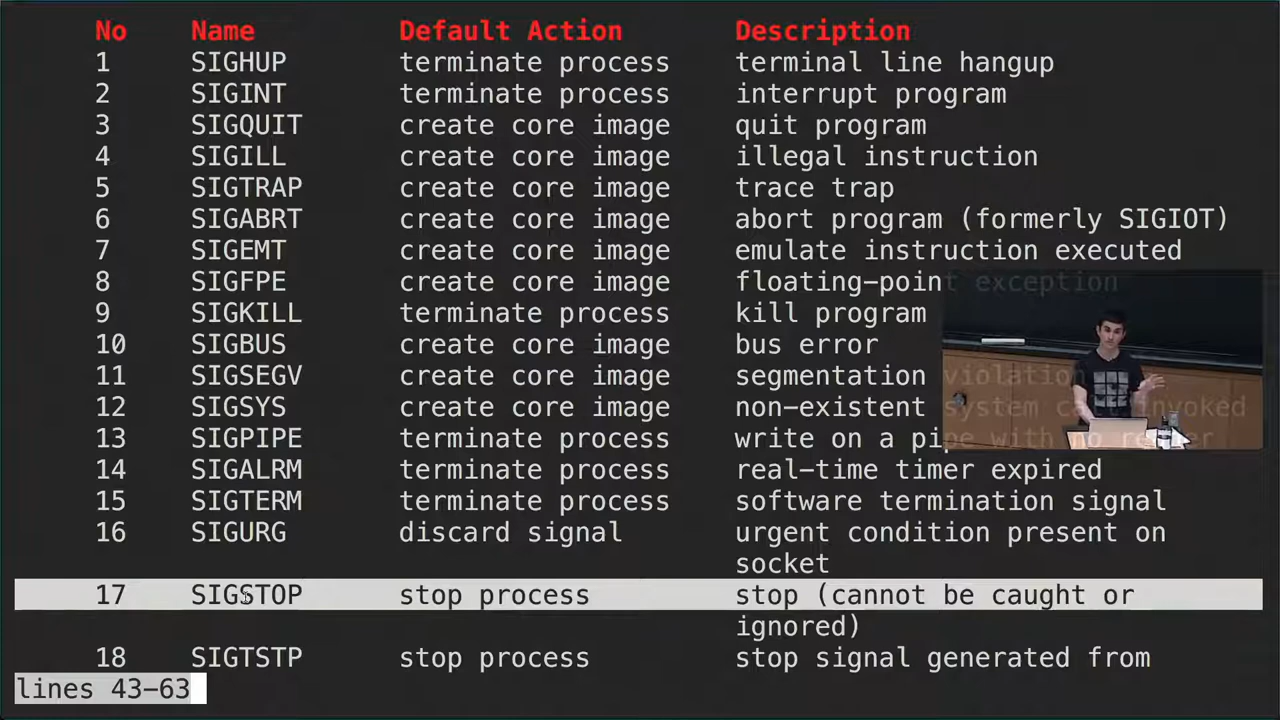 No Name Default Action Description
1 SIGHUP terminate process terminal line hangup
2 SIGINT terminate process interrupt program
3 SIGQUIT create core image quit program
4 SIGILL create core image illegal instruction
5 SIGTRAP create core image trace trap
6 SIGABRT create core image abort program (formerly SIGIOT)
7 SIGEMT create core image emulate instruction executed
8 SIGFPE create core image floating-point exception
9 SIGKILL terminate process kill program
10 SIGBUS create core image bus error
11 SIGSEGV create core image segmentation violation
12 SIGSYS create core image non-existent system call invoked
13 SIGPIPE terminate process write on a pipe with no reader
14 SIGALRM terminate process real-time timer expired
15 SIGTERM terminate process software termination signal
16 SIGURG discard signal urgent condition present on
socket
17 SIGSTOP stop process stop (cannot be caught or
ignored)
18 SIGTSTP stop process stop signal generated from
lines 43-63